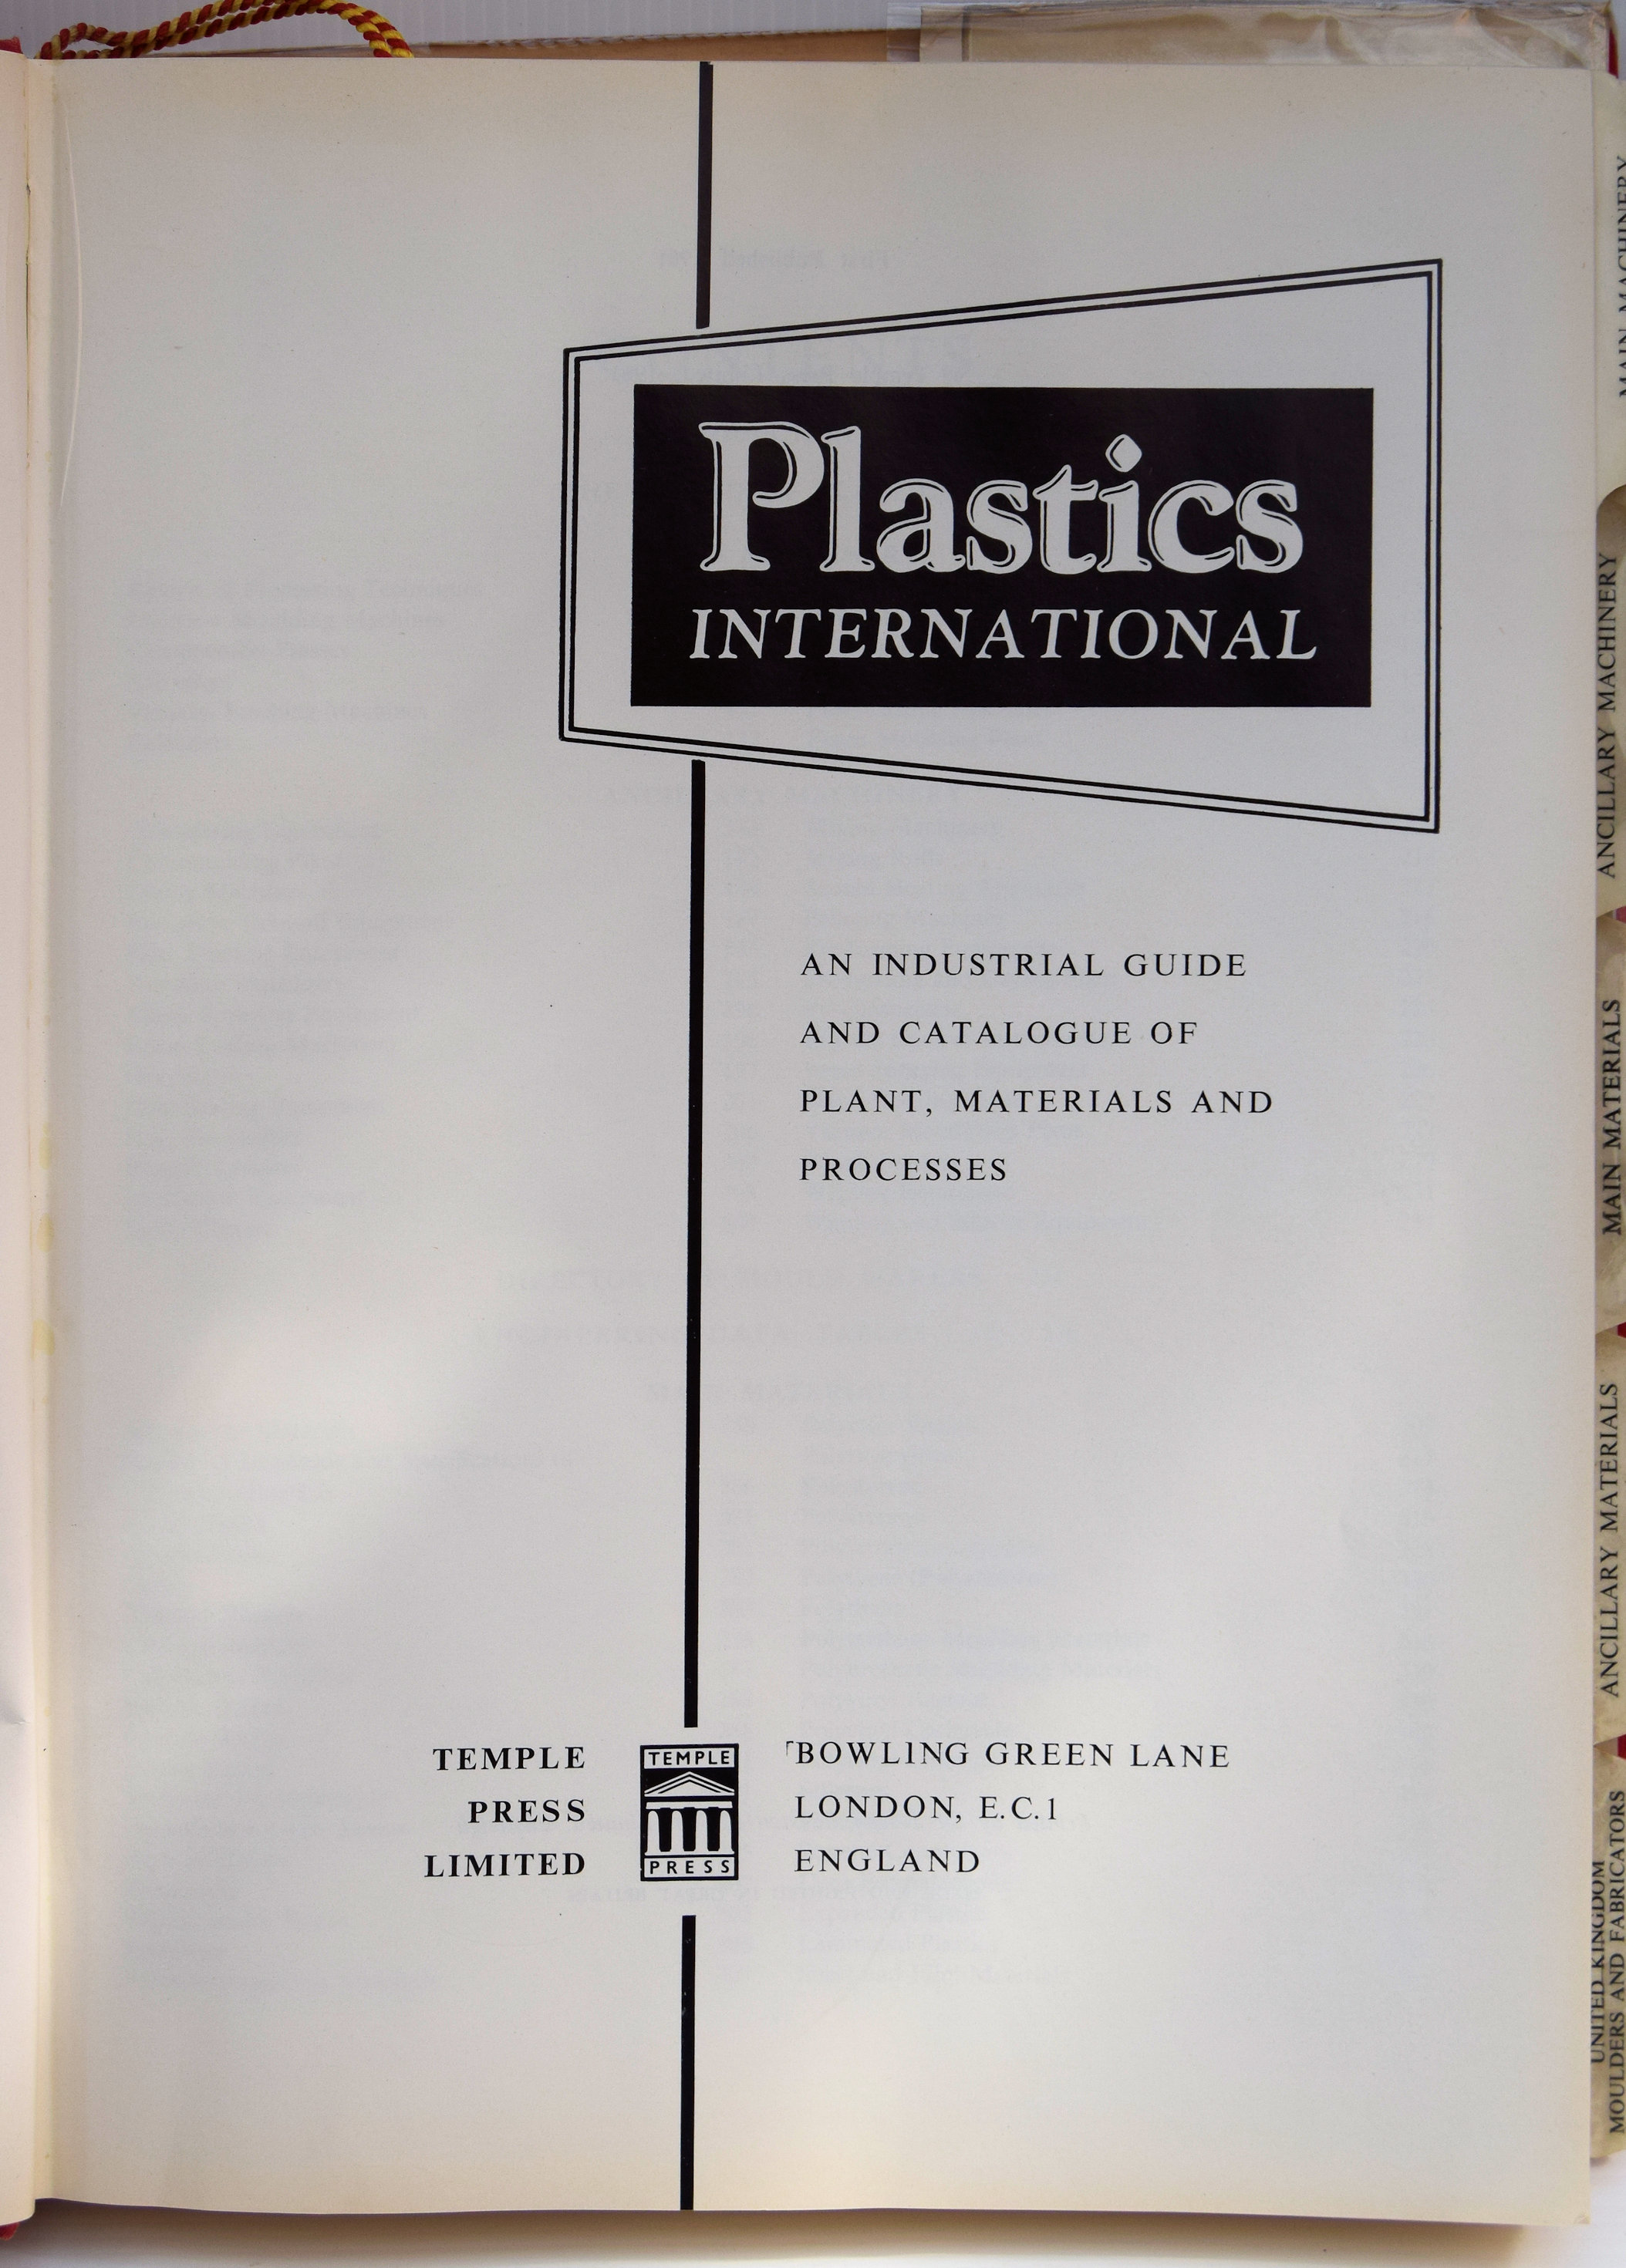 Plastics
INTERNATIONAL
AN INDUSTRIAL GUIDE
AND CATALOGUE OF
PLANT, MATERIALS AND
PROCESSES
TEMPLE
PRESS
LIMITED
TEMPLE
PRESS
BOWLING GREEN LANE
LONDON, E.C.1
ENGLAND
MAIN MACHINERY
ANCILLARY MACHINERY
MAIN MATERIALS
ANCILLARY MATERIALS
UNITED KINGDOM
MOULDERS AND FABRICATORS